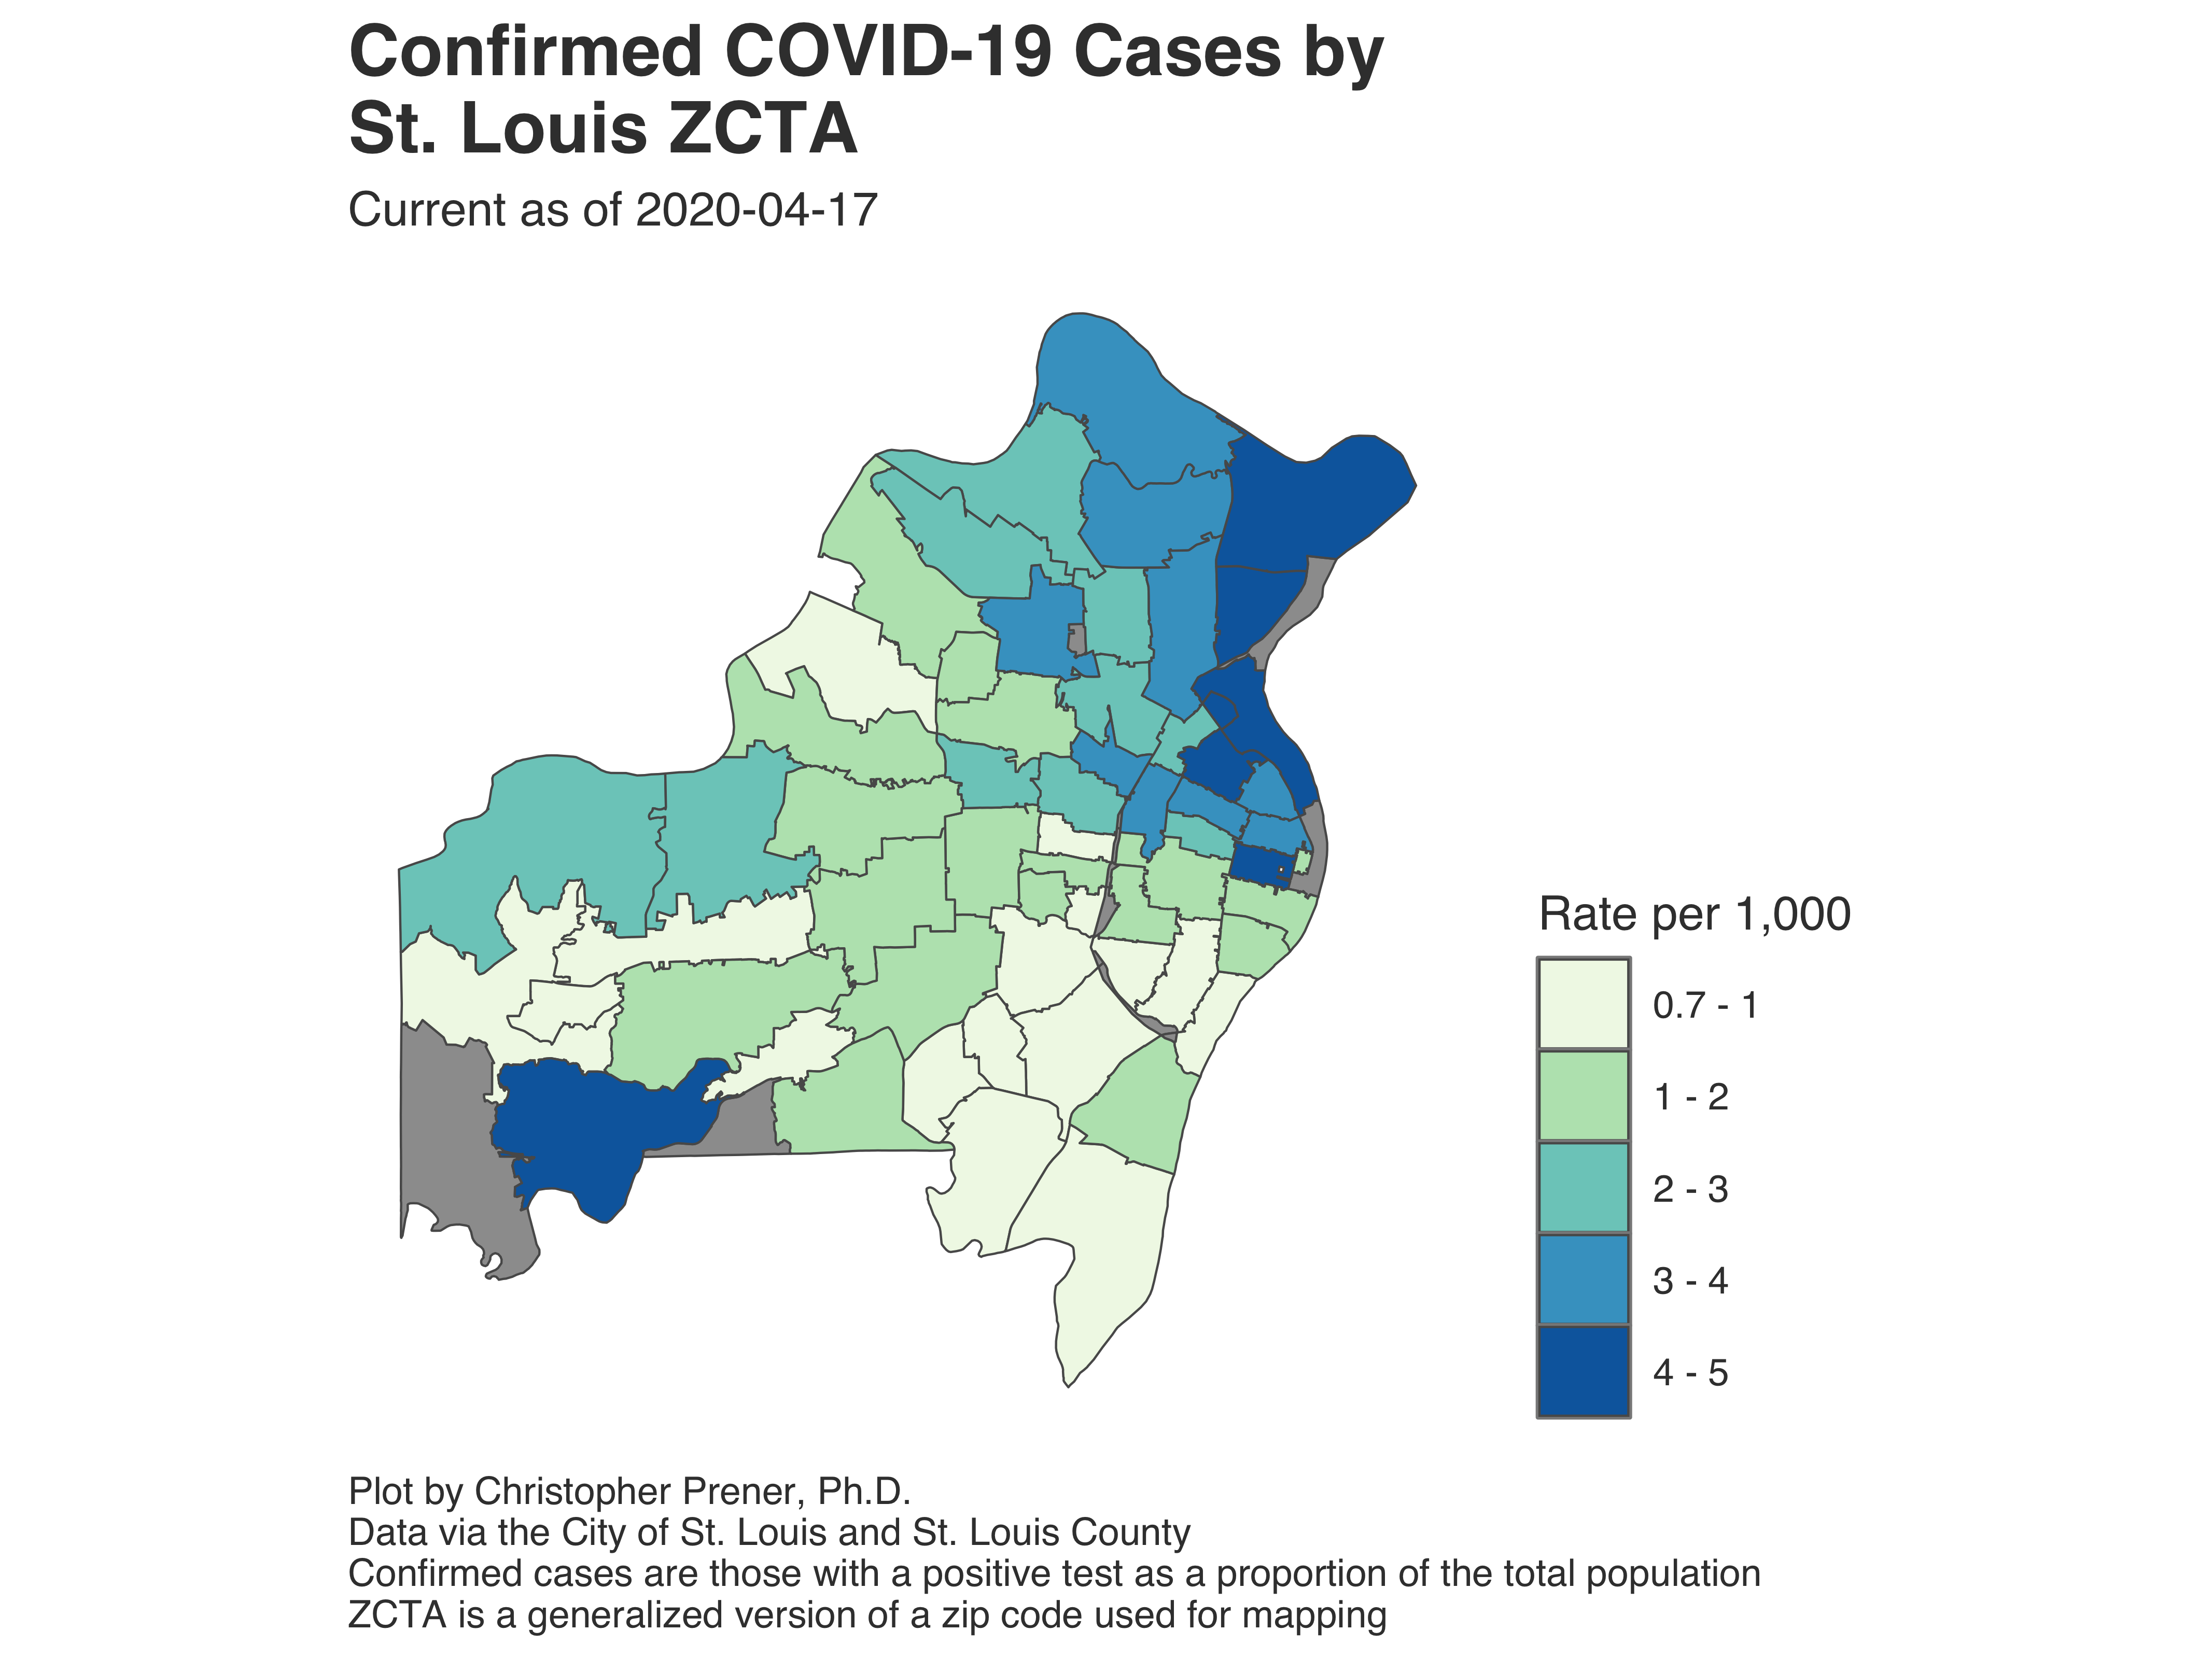 Confirmed COVID-19 Cases by
St. Louis ZCTA
Current as of 2020-04-17
Rate per 1,000
0.7 - 1
1 - 2
2 - 3
3 - 4
4 - 5
Plot by Christopher Prener, Ph.D.
Data via the City of St. Louis and St. Louis County
Confirmed cases are those with a positive test as a proportion of the total population
ZCTA is a generalized version of a zip code used for mapping